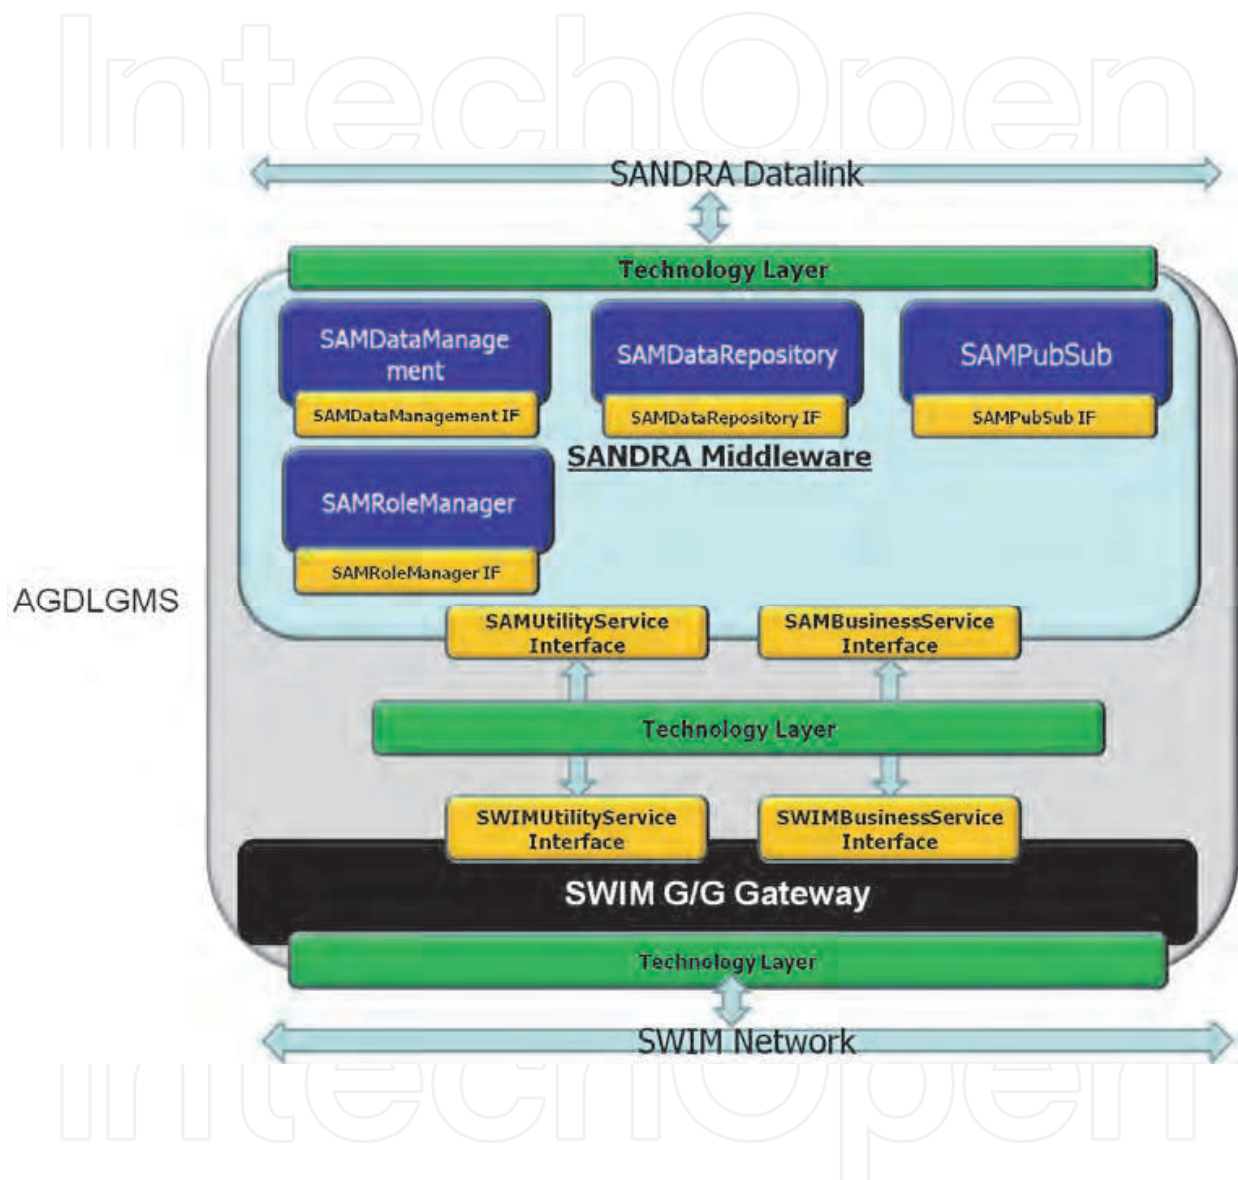 IntechOpen
SANDRA Datalink
Technology Layer
SAMDataManage
ment
SAMDataRepository
SAMPubSub
SAMDataManagement IF
SAMDataRepository IF
SAMPubSub IF
SANDRA Middleware
SAMRoleManager
SAMRoleManager IF
AGDLGMS
SAMUtilityService
Interface
SAMBusinessService
Interface
Technology Layer
SWIMUtilityService
Interface
SWIMBusinessService
Interface
SWIM G/G Gateway
Technology Layer
SWIM Network
IntechOpen